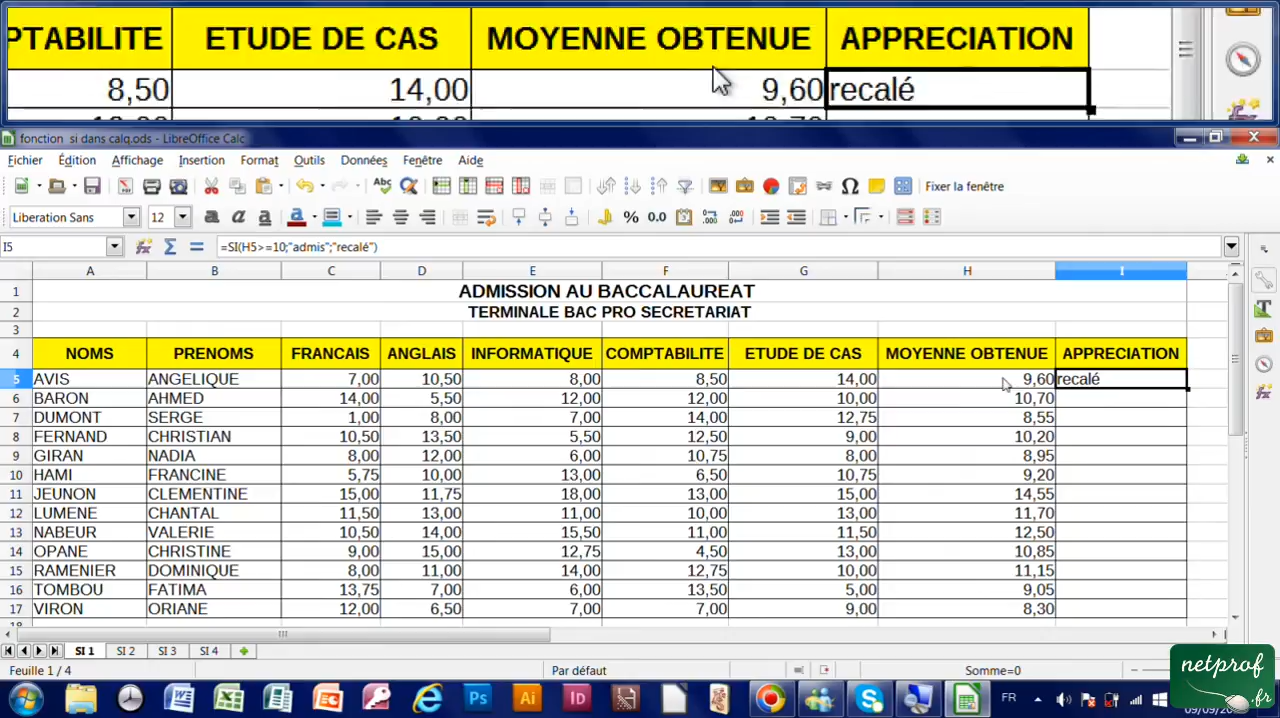 PTABILITE ETUDE DE CAS MOYENNE OBTENUE APPRECIATION
8,50 14,00 9,60 recalé
fonction si dans calq.ods - LibreOffice Calc
Fichier Édition Affichage Insertion Format Outils Données Fenêtre Aide
Fixer la fenêtre
Liberation Sans 12
I5 =SI(H5>=10;"admis";"recalé")
A B C D E F G H I
1 ADMISSION AU BACCALAUREAT
2 TERMINALE BAC PRO SECRETARIAT
3
4 NOMS PRENOMS FRANCAIS ANGLAIS INFORMATIQUE COMPTABILITE ETUDE DE CAS MOYENNE OBTENUE APPRECIATION
5 AVIS ANGELIQUE 7,00 10,50 8,00 8,50 14,00 9,60 recalé
6 BARON AHMED 14,00 5,50 12,00 12,00 10,00 10,70
7 DUMONT SERGE 1,00 8,00 7,00 14,00 12,75 8,55
8 FERNAND CHRISTIAN 10,50 13,50 5,50 12,50 9,00 10,20
9 GIRAN NADIA 8,00 12,00 6,00 10,75 8,00 8,95
10 HAMI FRANCINE 5,75 10,00 13,00 6,50 10,75 9,20
11 JEUNON CLEMENTINE 15,00 11,75 18,00 13,00 15,00 14,55
12 LUMENE CHANTAL 11,50 13,00 11,00 10,00 13,00 11,70
13 NABEUR VALERIE 10,50 14,00 15,50 11,00 11,50 12,50
14 OPANE CHRISTINE 9,00 15,00 12,75 4,50 13,00 10,85
15 RAMENIER DOMINIQUE 8,00 11,00 14,00 12,75 10,00 11,15
16 TOMBOU FATIMA 13,75 7,00 6,00 13,50 5,00 9,05
17 VIRON ORIANE 12,00 6,50 7,00 7,00 9,00 8,30
SI 1 SI 2 SI 3 SI 4
Feuille 1 / 4 Par défaut Somme=0
netprof
.fr
Ps Ai ID FR